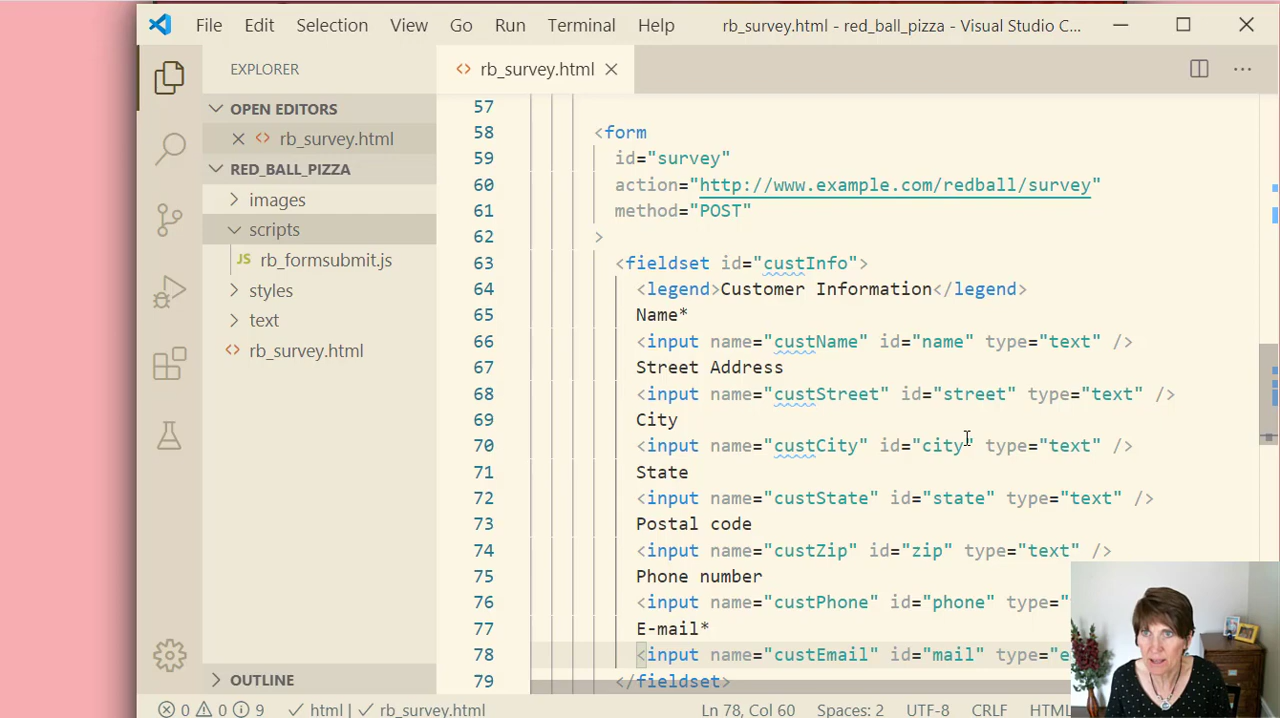 File Edit Selection View Go Run Terminal Help rb_survey.html - red_ball_pizza - Visual Studio C...
EXPLORER
OPEN EDITORS
rb_survey.html
RED_BALL_PIZZA
images
scripts
JS rb_formsubmit.js
styles
text
rb_survey.html
OUTLINE
rb_survey.html
57
58 <form
59 id="survey"
60 action="http://www.example.com/redball/survey"
61 method="POST"
62 >
63 <fieldset id="custInfo">
64 <legend>Customer Information</legend>
65 Name*
66 <input name="custName" id="name" type="text" />
67 Street Address
68 <input name="custStreet" id="street" type="text" />
69 City
70 <input name="custCity" id="city" type="text" />
71 State
72 <input name="custState" id="state" type="text" />
73 Postal code
74 <input name="custZip" id="zip" type="text" />
75 Phone number
76 <input name="custPhone" id="phone" type="
77 E-mail*
78 <input name="custEmail" id="mail" type="e
79 </fieldset>
0 0 9 html rb_survey.html Ln 78, Col 60 Spaces: 2 UTF-8 CRLF HTML